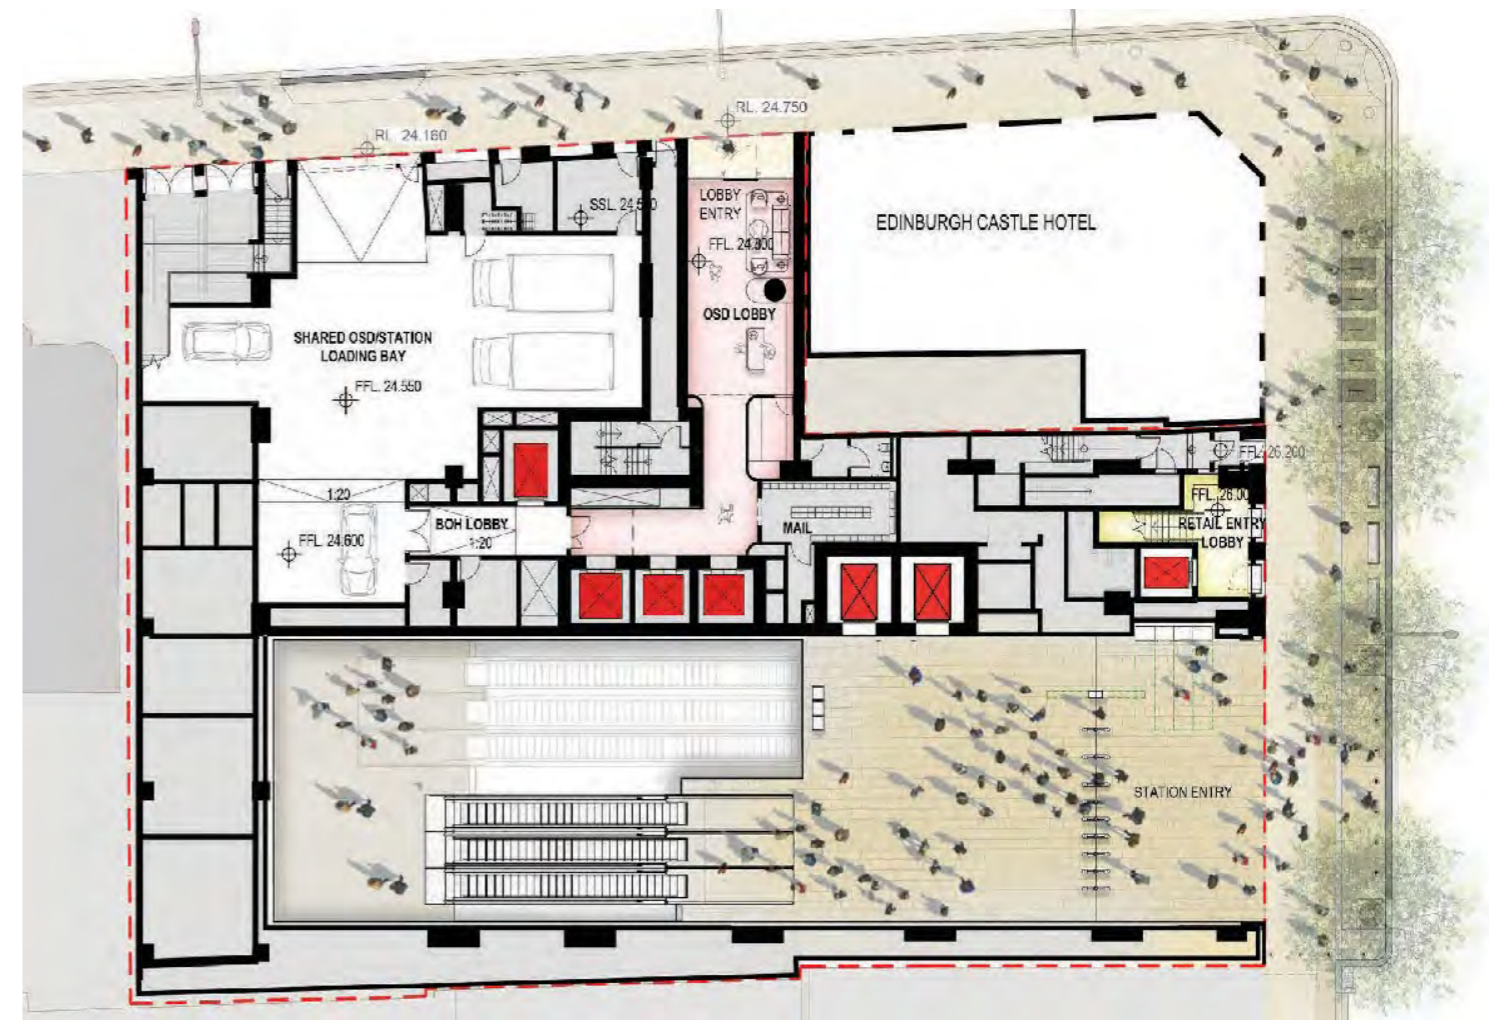 RL. 24.750
RL. 24.160
LOBBY
ENTRY
SSL. 24.5
EDINBURGH CASTLE HOTEL
FFL. 24.800
OSD LOBBY
SHARED OSD/STATION
LOADING BAY
FFL. 24.550
FFL. 26.200
1:20
FFL. 26.00
BOH LOBBY
1:20
MAIL
RETAIL ENTRY
LOBBY
FFL. 24.600
STATION ENTRY